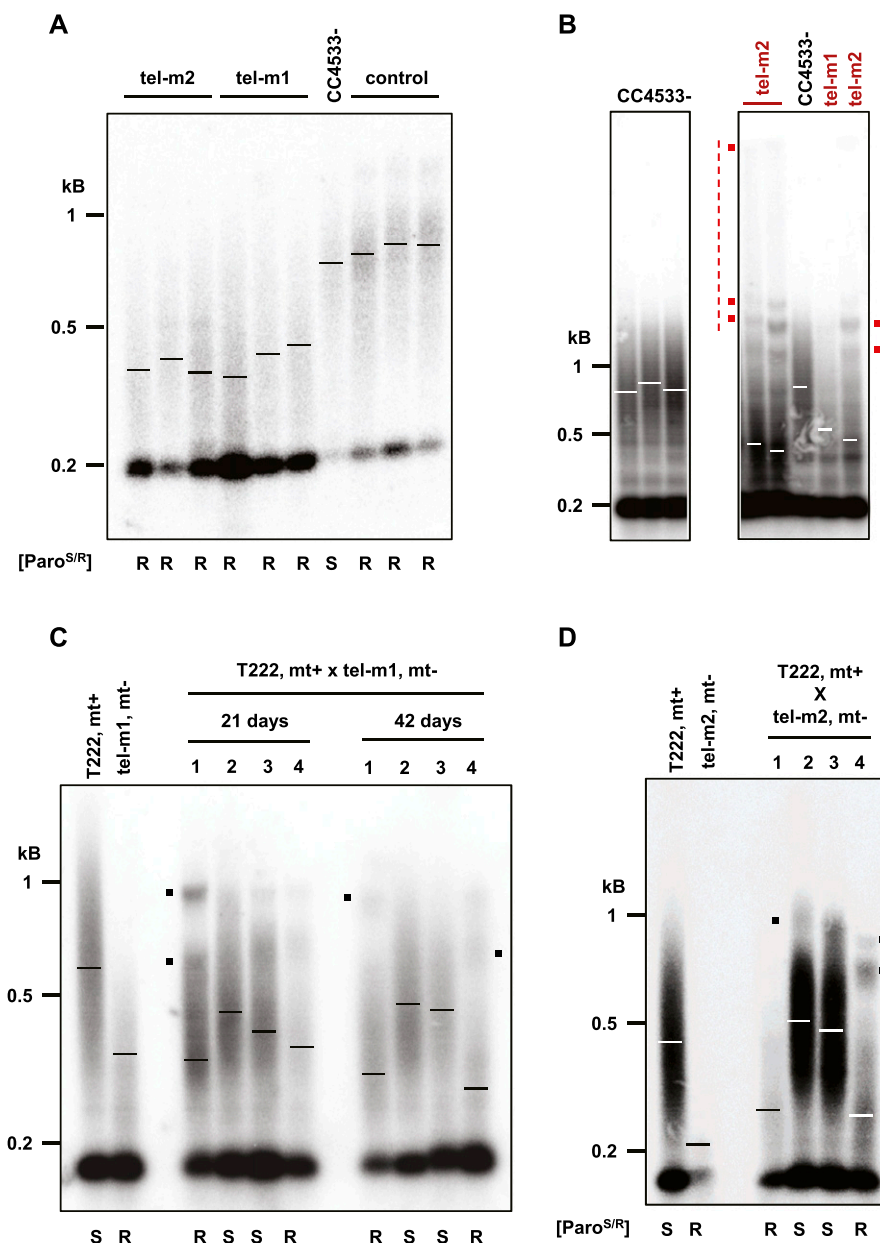 A
tel-m2 tel-m1 CC4533- control
kB
1
0.5
0.2
[Paro^S/R] R R R R R R S R R R
B
CC4533- tel-m2 CC4533- tel-m1 tel-m2
kB
1
0.5
0.2
C
T222, mt+ x tel-m1, mt-
T222, mt+ tel-m1, mt- 21 days 42 days
1 2 3 4 1 2 3 4
kB
1
0.5
0.2
S R R S S R R S S R
D
T222, mt+
X
tel-m2, mt-
T222, mt+ tel-m2, mt- 1 2 3 4
kB
1
0.5
0.2
[Paro^S/R] S R R S S R